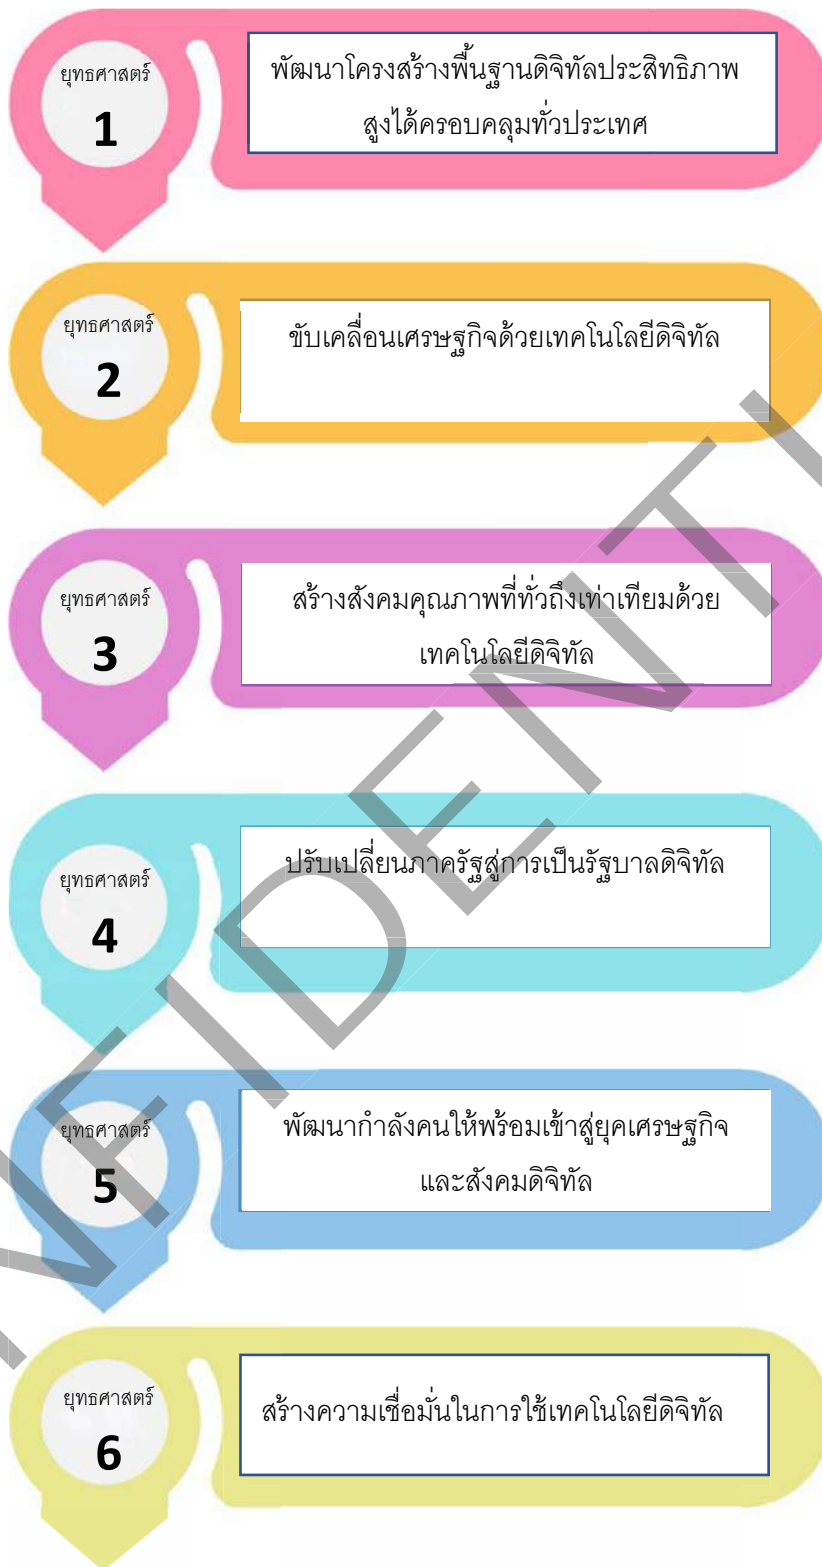 ยุทธศาสตร์
1
พัฒนาโครงสร้างพื้นฐานดิจิทัลประสิทธิภาพ
สูงได้ครอบคลุมทั่วประเทศ
ยุทธศาสตร์
2
ขับเคลื่อนเศรษฐกิจด้วยเทคโนโลยีดิจิทัล
ยุทธศาสตร์
3
สร้างสังคมคุณภาพที่ทั่วถึงเท่าเทียมด้วย
เทคโนโลยีดิจิทัล
ยุทธศาสตร์
4
ปรับเปลี่ยนภาครัฐสู่การเป็นรัฐบาลดิจิทัล
ยุทธศาสตร์
5
พัฒนากำลังคนให้พร้อมเข้าสู่ยุคเศรษฐกิจ
และสังคมดิจิทัล
ยุทธศาสตร์
6
สร้างความเชื่อมั่นในการใช้เทคโนโลยีดิจิทัล
NFIDENTI